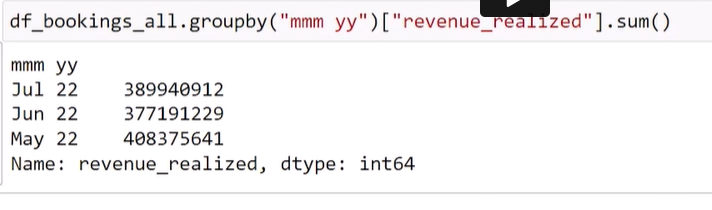 df_bookings_all.groupby("mmm yy")["revenue_realized"].sum()
mmm yy
Jul 22    389940912
Jun 22    377191229
May 22    408375641
Name: revenue_realized, dtype: int64